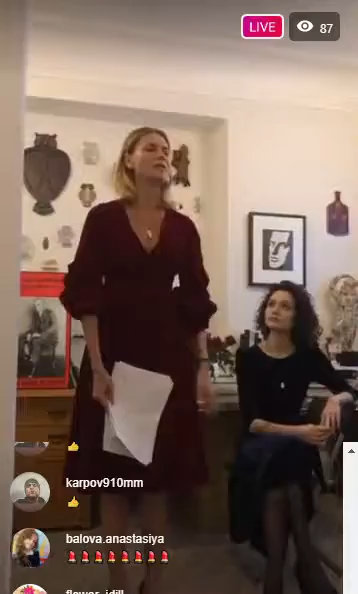 LIVE
87
👍
karpov910mm
👍
balova.anastasiya
💃💃💃💃💃💃💃💃